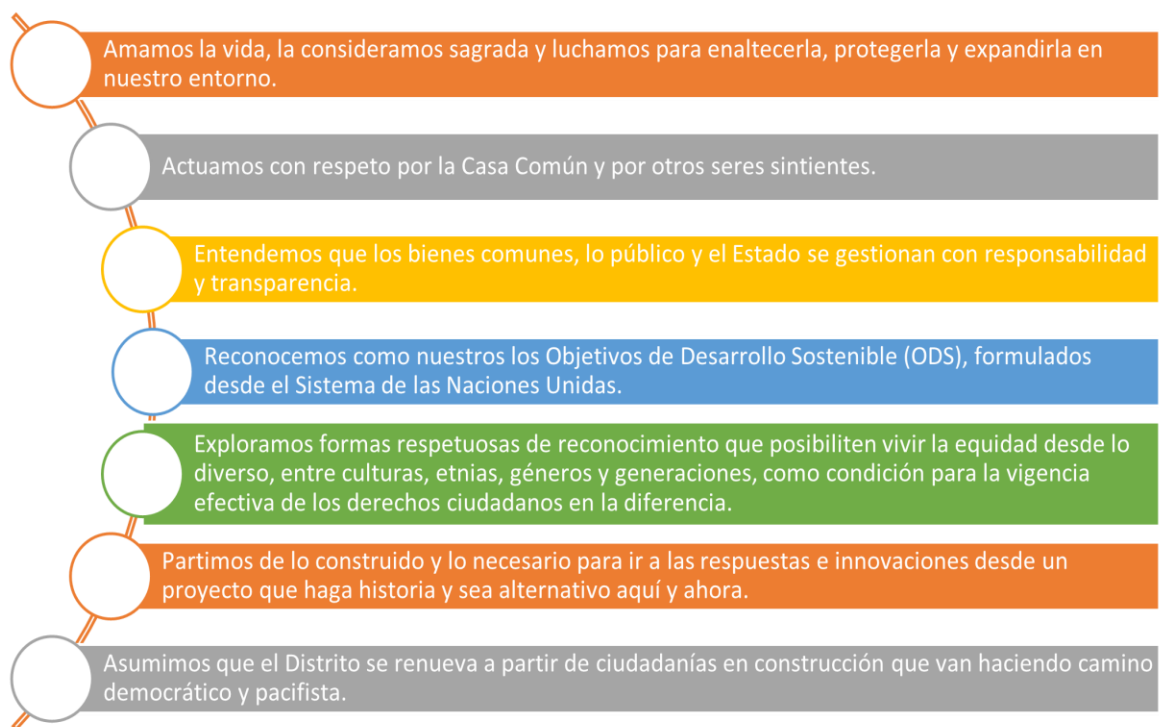 Amamos la vida, la consideramos sagrada y luchamos para enaltecerla, protegerla y expandirla en
nuestro entorno.
Actuamos con respeto por la Casa Común y por otros seres sintientes.
Entendemos que los bienes comunes, lo público y el Estado se gestionan con responsabilidad
y transparencia.
Reconocemos como nuestros los Objetivos de Desarrollo Sostenible (ODS), formulados
desde el Sistema de las Naciones Unidas.
Exploramos formas respetuosas de reconocimiento que posibiliten vivir la equidad desde lo
diverso, entre culturas, etnias, géneros y generaciones, como condición para la vigencia
efectiva de los derechos ciudadanos en la diferencia.
Partimos de lo construido y lo necesario para ir a las respuestas e innovaciones desde un
proyecto que haga historia y sea alternativo aquí y ahora.
Asumimos que el Distrito se renueva a partir de ciudadanías en construcción que van haciendo camino
democrático y pacifista.